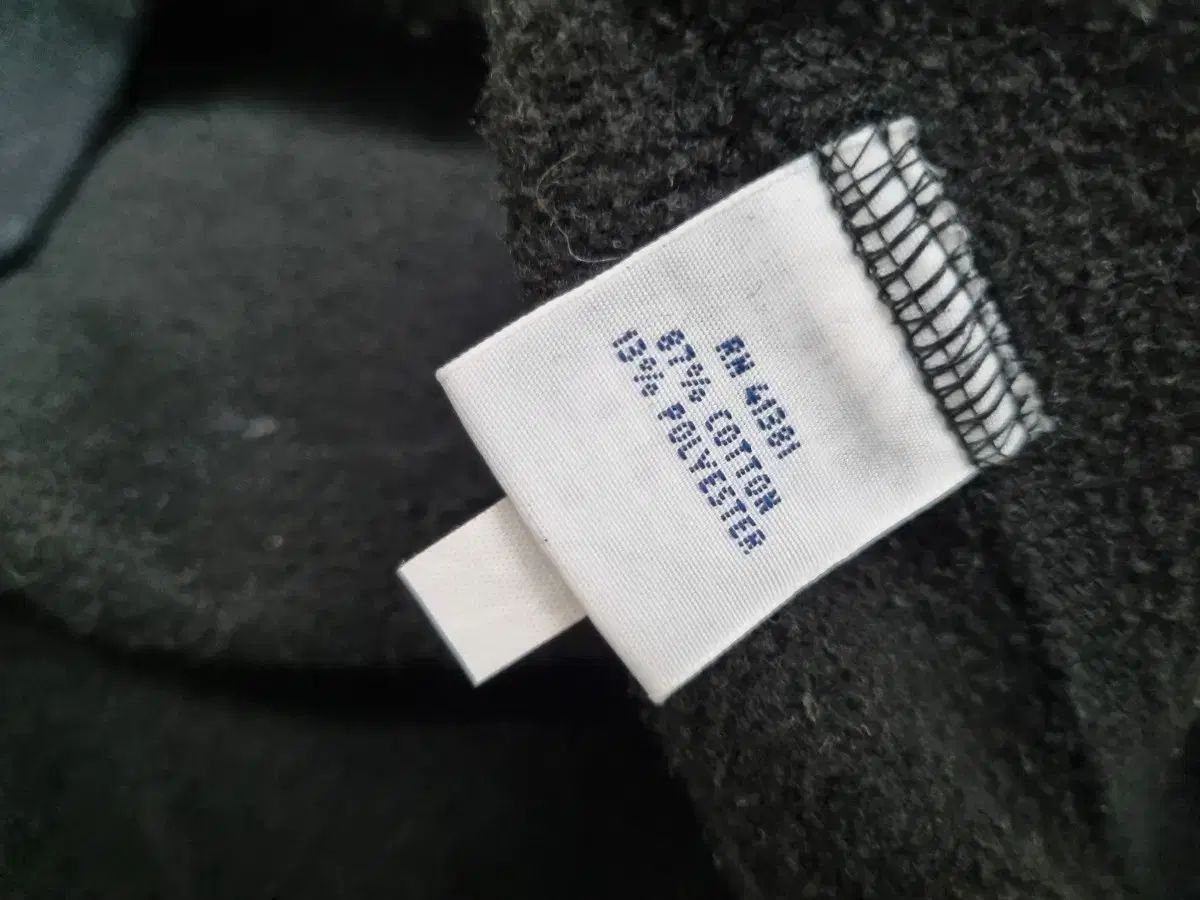 RN 41381
87% COTTON
13% POLYESTER